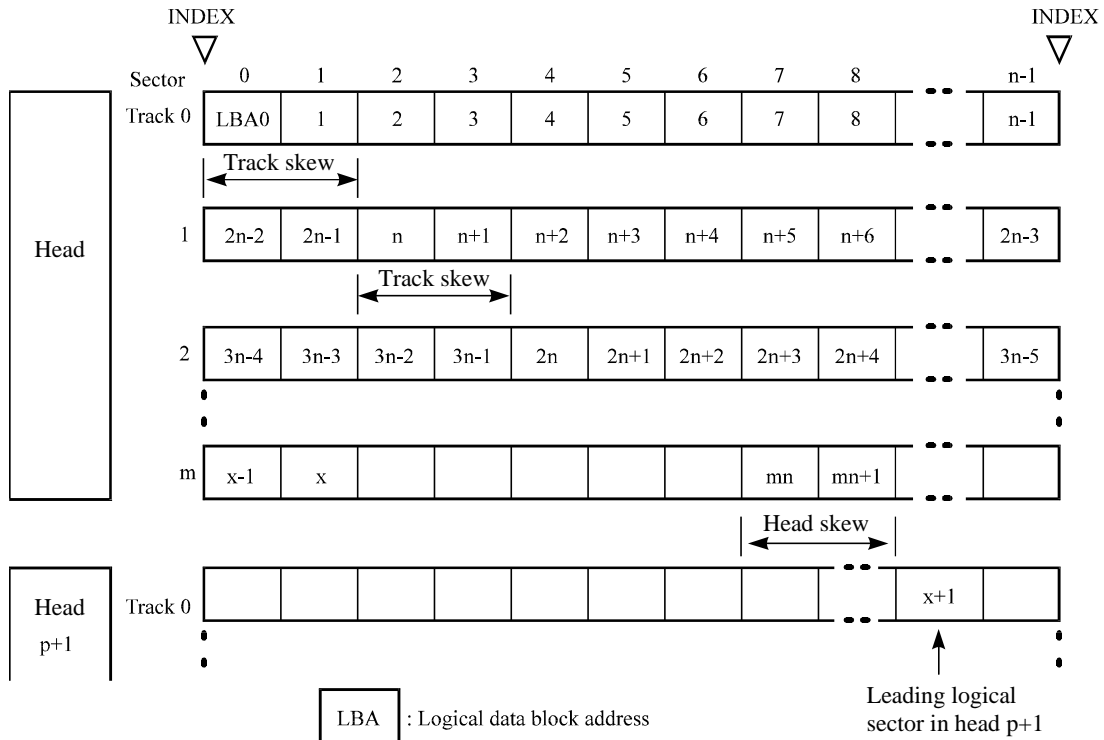 INDEX INDEX
Sector 0 1 2 3 4 5 6 7 8 n-1
Track 0 LBA0 1 2 3 4 5 6 7 8 n-1
Track skew
Head 1 2n-2 2n-1 n n+1 n+2 n+3 n+4 n+5 n+6 2n-3
Track skew
2 3n-4 3n-3 3n-2 3n-1 2n 2n+1 2n+2 2n+3 2n+4 3n-5
m x-1 x mn mn+1
Head skew
Head Track 0 x+1
p+1
Leading logical
sector in head p+1
LBA : Logical data block address